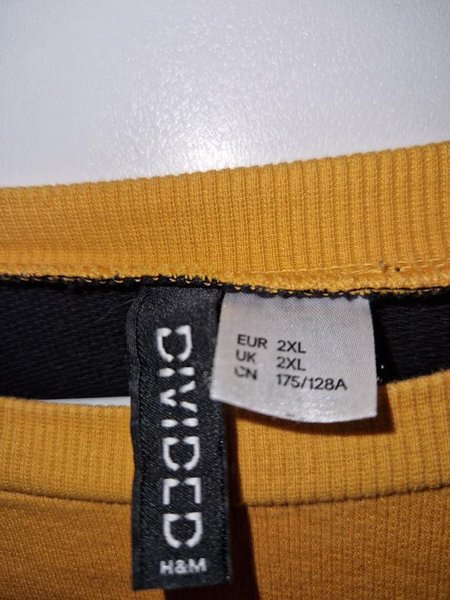 DIVIDED
H&M
EUR 2XL
UK 2XL
CN 175/128A